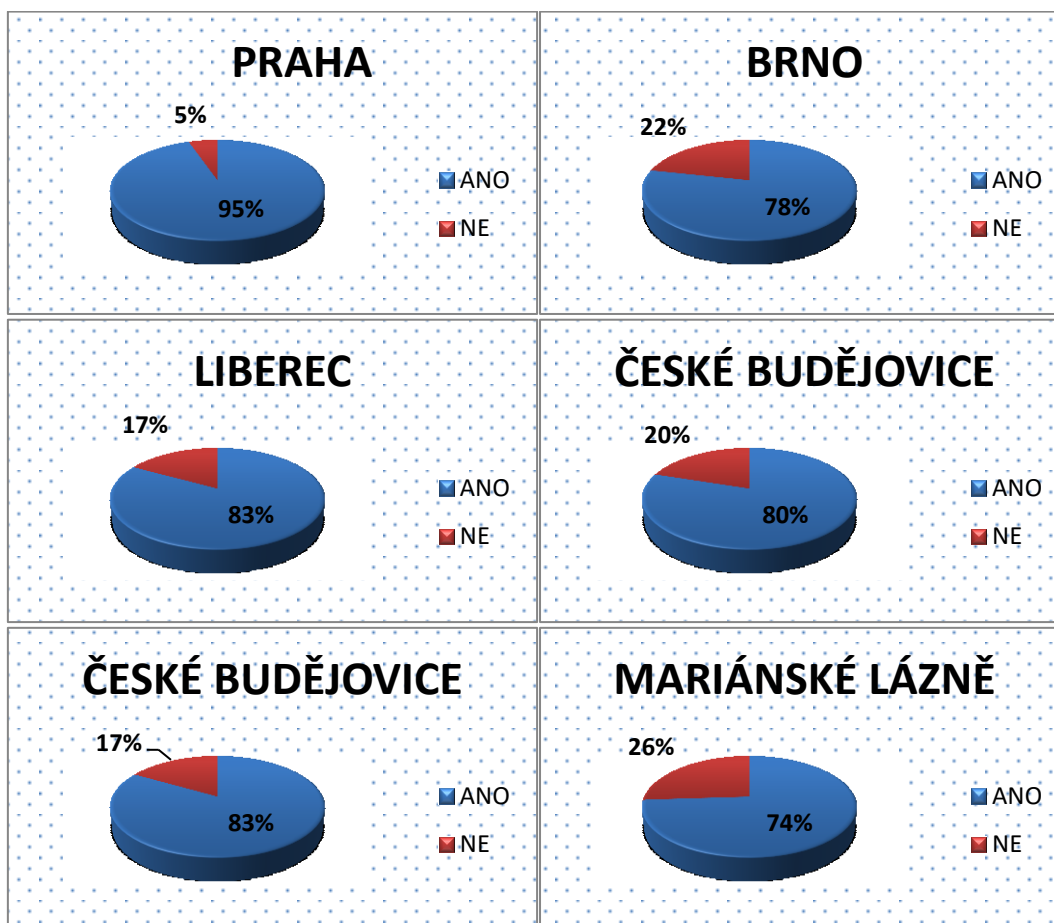 PRAHA
5%
95%
ANO
NE
BRNO
22%
78%
ANO
NE
LIBEREC
17%
83%
ANO
NE
ČESKÉ BUDĚJOVICE
20%
80%
ANO
NE
ČESKÉ BUDĚJOVICE
17%
83%
ANO
NE
MARIÁNSKÉ LÁZNĚ
26%
74%
ANO
NE